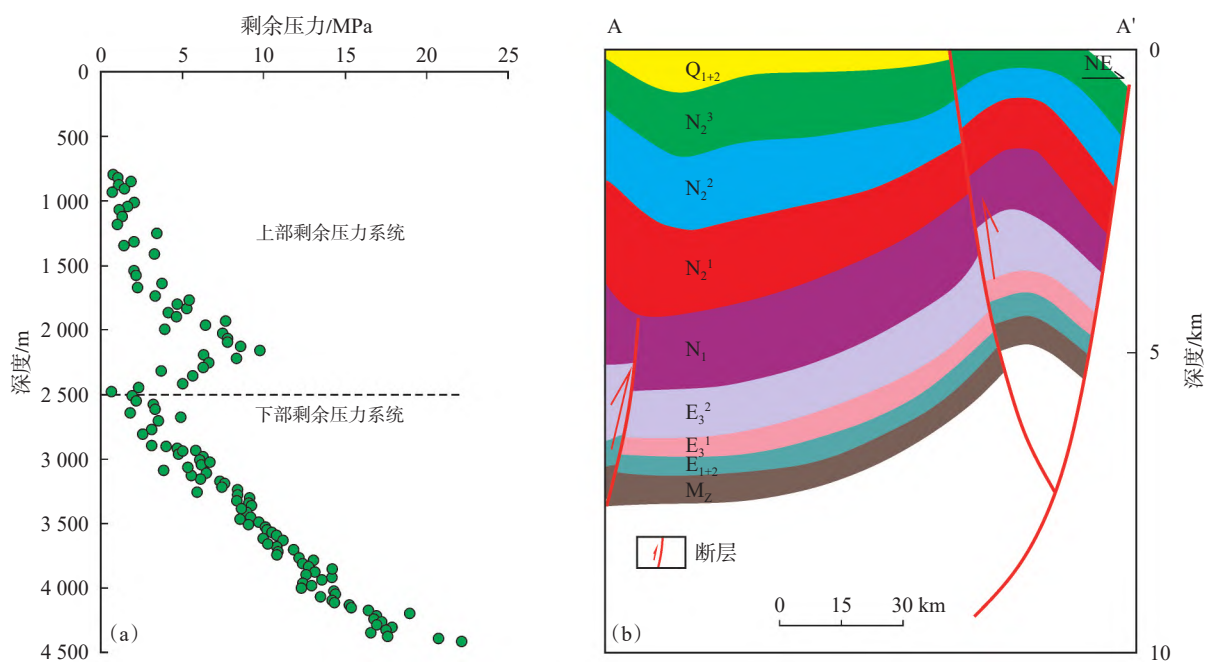 剩余压力/MPa
0 5 10 15 20 25
深度/m
0
500
1 000
1 500
2 000
2 500
3 000
3 500
4 000
4 500
上部剩余压力系统
下部剩余压力系统
(a)
A A'
NE
Q1+2
N2³
N2²
N2¹
N1
E3²
E3¹
E1+2
MZ
断层
0 15 30 km
(b)
0
5
10
深度/km